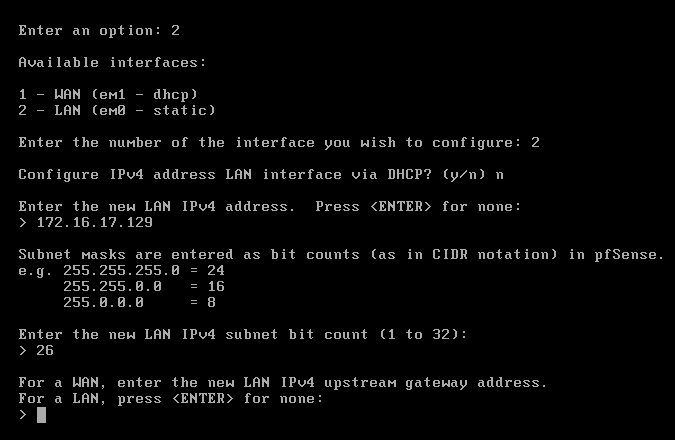 Enter an option: 2
Available interfaces:
1 - WAN (em1 - dhcp)
2 - LAN (em0 - static)
Enter the number of the interface you wish to configure: 2
Configure IPv4 address LAN interface via DHCP? (y/n) n
Enter the new LAN IPv4 address.  Press <ENTER> for none:
> 172.16.17.129
Subnet masks are entered as bit counts (as in CIDR notation) in pfSense.
e.g. 255.255.255.0 = 24
     255.255.0.0   = 16
     255.0.0.0     = 8
Enter the new LAN IPv4 subnet bit count (1 to 32):
> 26
For a WAN, enter the new LAN IPv4 upstream gateway address.
For a LAN, press <ENTER> for none:
>